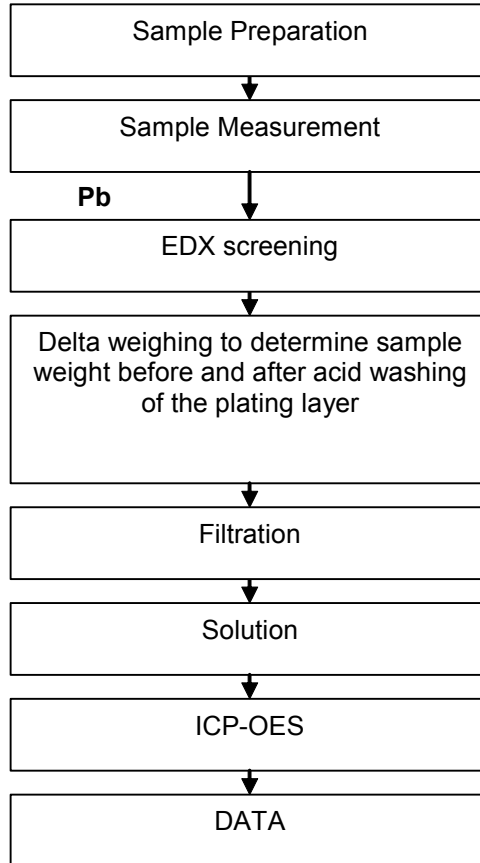 Sample Preparation
Sample Measurement
Pb
EDX screening
Delta weighing to determine sample
weight before and after acid washing
of the plating layer
Filtration
Solution
ICP-OES
DATA